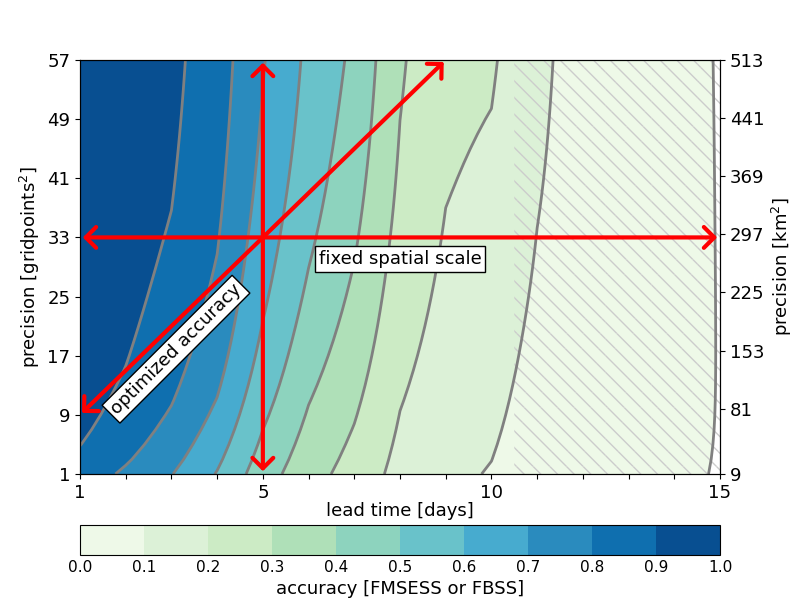 57
49
41
33
25
17
9
1
precision [gridpoints²]
513
441
369
297
225
153
81
9
precision [km²]
fixed spatial scale
optimized accuracy
1 5 10 15
lead time [days]
0.0 0.1 0.2 0.3 0.4 0.5 0.6 0.7 0.8 0.9 1.0
accuracy [FMSESS or FBSS]